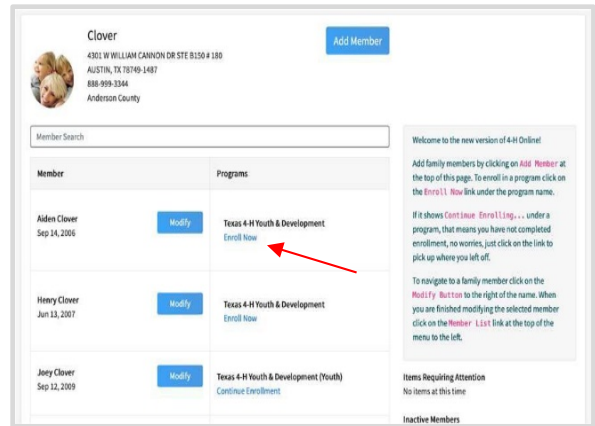 Clover
4301 W WILLIAM CANNON DR STE B150 # 180
AUSTIN, TX 78749-1487
888-999-3344
Anderson County
Add Member
Member Search
Member Programs
Aiden Clover
Sep 14, 2006
Modify
Texas 4-H Youth & Development
Enroll Now
Henry Clover
Jun 13, 2007
Modify
Texas 4-H Youth & Development
Enroll Now
Joey Clover
Sep 12, 2009
Modify
Texas 4-H Youth & Development (Youth)
Continue Enrollment
Welcome to the new version of 4-H Online!
Add family members by clicking on Add Member at
the top of this page. To enroll in a program click on
the Enroll Now link under the program name.
If it shows Continue Enrolling... under a
program, that means you have not completed
enrollment, no worries, just click on the link to
pick up where you left off.
To navigate to a family member click on the
Modify Button to the right of the name. When
you are finished modifying the selected member
click on the Member List link at the top of the
menu to the left.
Items Requiring Attention
No items at this time
Inactive Members